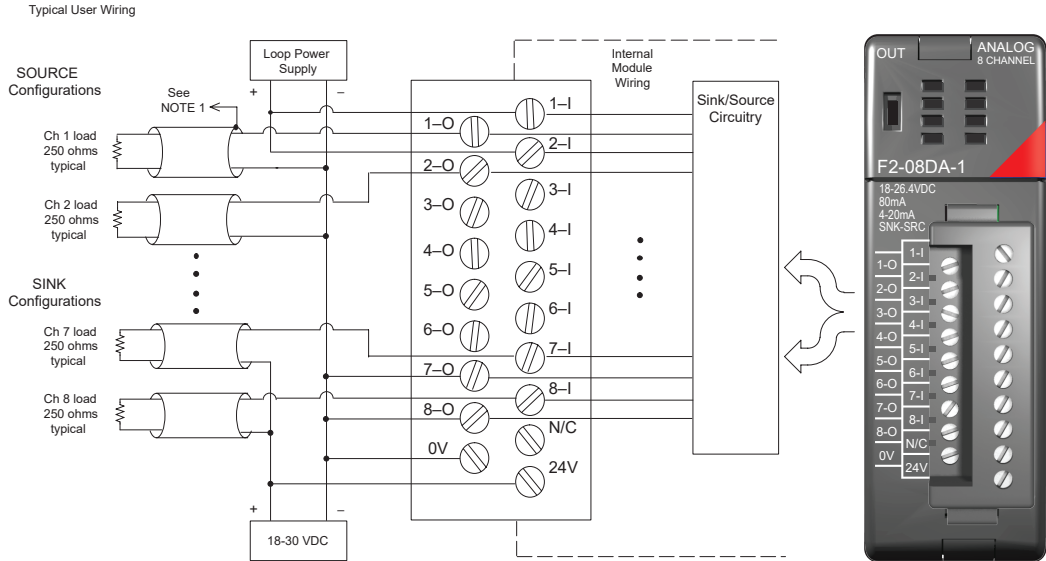 Typical User Wiring
SOURCE
Configurations
See
NOTE 1
Loop Power
Supply
+ –
Internal
Module
Wiring
Sink/Source
Circuitry
Ch 1 load
250 ohms
typical
Ch 2 load
250 ohms
typical
SINK
Configurations
Ch 7 load
250 ohms
typical
Ch 8 load
250 ohms
typical
1–I
1–O
2–I
2–O
3–I
3–O
4–I
4–O
5–I
5–O
6–I
6–O
7–I
7–O
8–I
8–O
N/C
0V
24V
+ –
18-30 VDC
OUT
ANALOG
8 CHANNEL
F2-08DA-1
18-26.4VDC
80mA
4-20mA
SNK-SRC
1-I
1-O
2-I
2-O
3-I
3-O
4-I
4-O
5-I
5-O
6-I
6-O
7-I
7-O
8-I
8-O
N/C
0V
24V